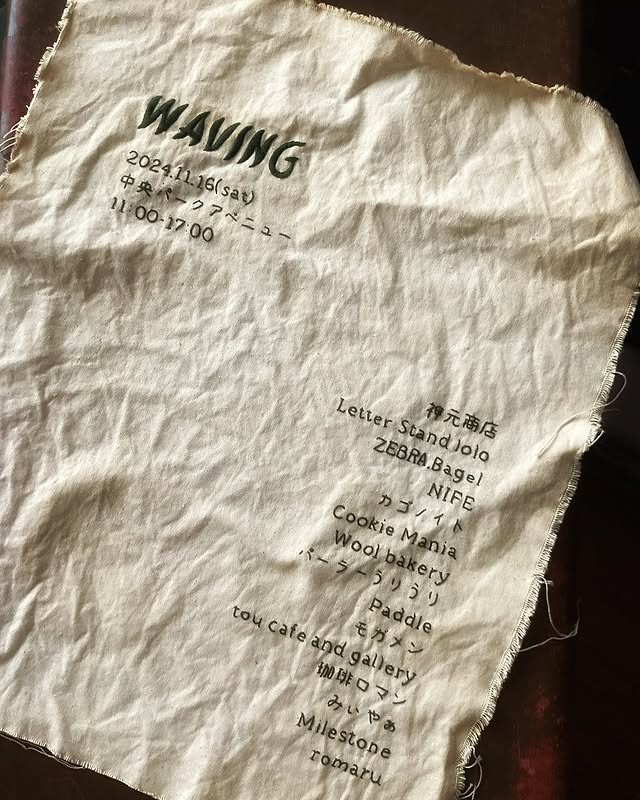 WAVING
2024.11.16(sat)
中央パークアベニュー
11:00-17:00
神元商店
Letter Stand lolo
ZEBRA.Bagel
NIFE
カゴノイト
Cookie Mania
Wool bakery
パーラーうりうり
Paddle
モガメン
tou cafe and gallery
珈琲ロマン
みぃやぁ
Milestone
romaru